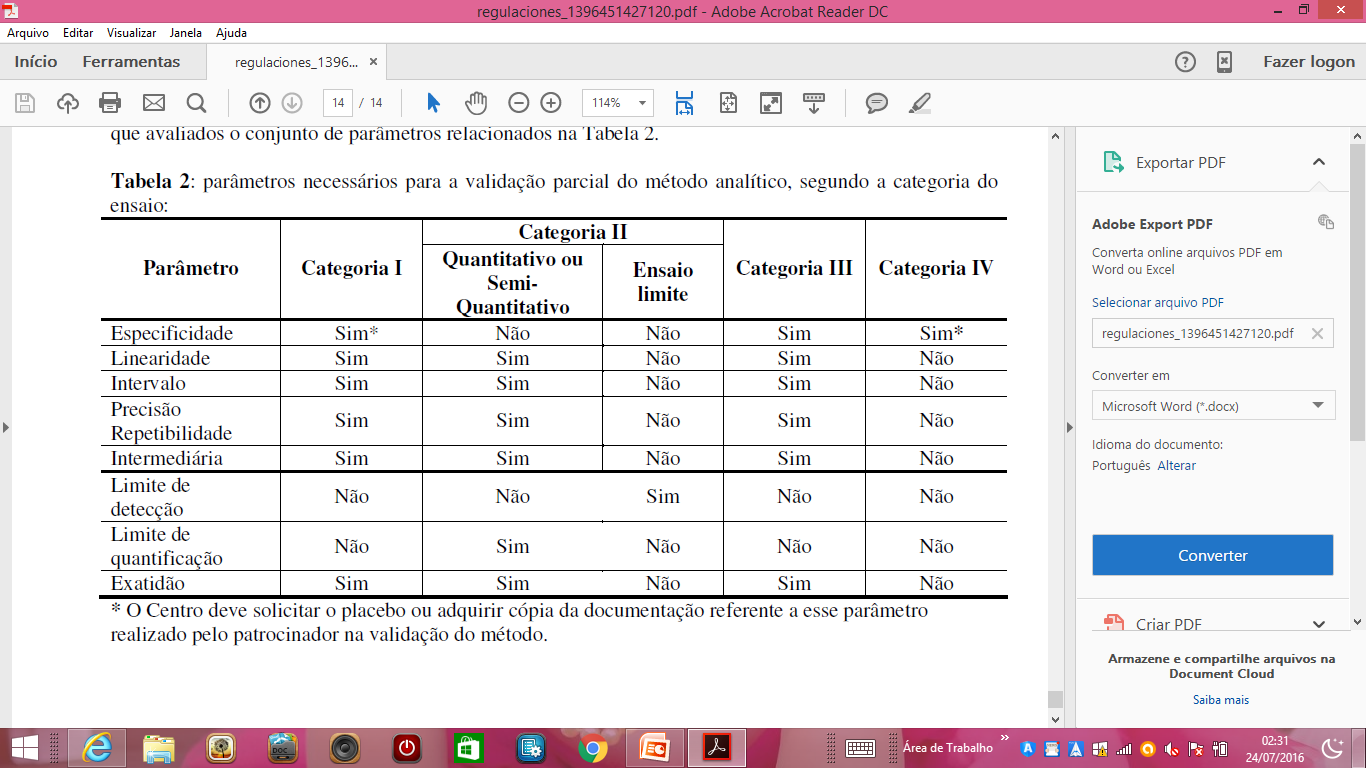 regulaciones_1396451427120.pdf - Adobe Acrobat Reader DC
Arquivo Editar Visualizar Janela Ajuda
Início Ferramentas regulaciones_1396... × Fazer logon
14 / 14 114%
que avaliados o conjunto de parâmetros relacionados na Tabela 2.
Tabela 2: parâmetros necessários para a validação parcial do método analítico, segundo a categoria do
ensaio:
Parâmetro Categoria I Categoria II Categoria III Categoria IV
Quantitativo ou Semi-Quantitativo Ensaio limite
Especificidade Sim* Não Não Sim Sim*
Linearidade Sim Sim Não Sim Não
Intervalo Sim Sim Não Sim Não
Precisão
Repetibilidade Sim Sim Não Sim Não
Intermediária Sim Sim Não Sim Não
Limite de
detecção Não Não Sim Não Não
Limite de
quantificação Não Sim Não Não Não
Exatidão Sim Sim Não Sim Não
* O Centro deve solicitar o placebo ou adquirir cópia da documentação referente a esse parâmetro
realizado pelo patrocinador na validação do método.
Exportar PDF
Adobe Export PDF
Converta online arquivos PDF em
Word ou Excel
Selecionar arquivo PDF
regulaciones_1396451427120.pdf
Converter em
Microsoft Word (*.docx)
Idioma do documento:
Português Alterar
Converter
Criar PDF
Armazene e compartilhe arquivos na
Document Cloud
Saiba mais
DOC
Área de Trabalho
02:31
24/07/2016